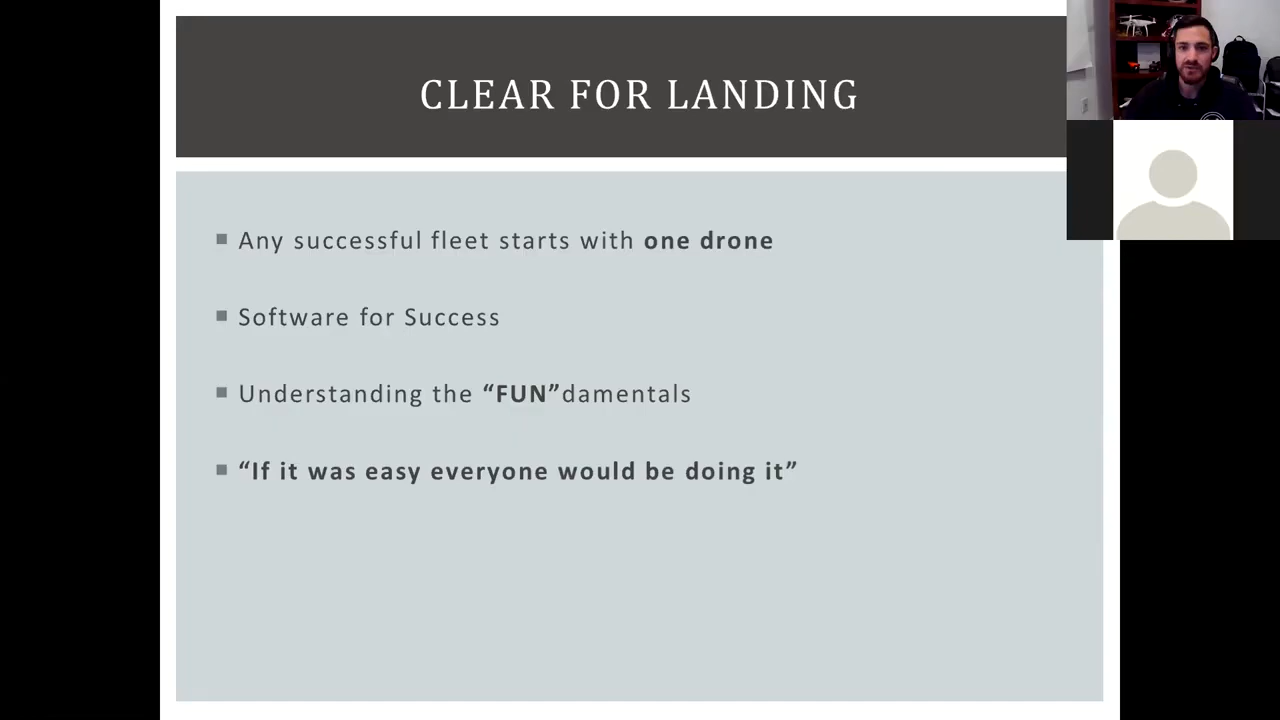 CLEAR FOR LANDING
Any successful fleet starts with one drone
Software for Success
Understanding the “FUN”damentals
“If it was easy everyone would be doing it”